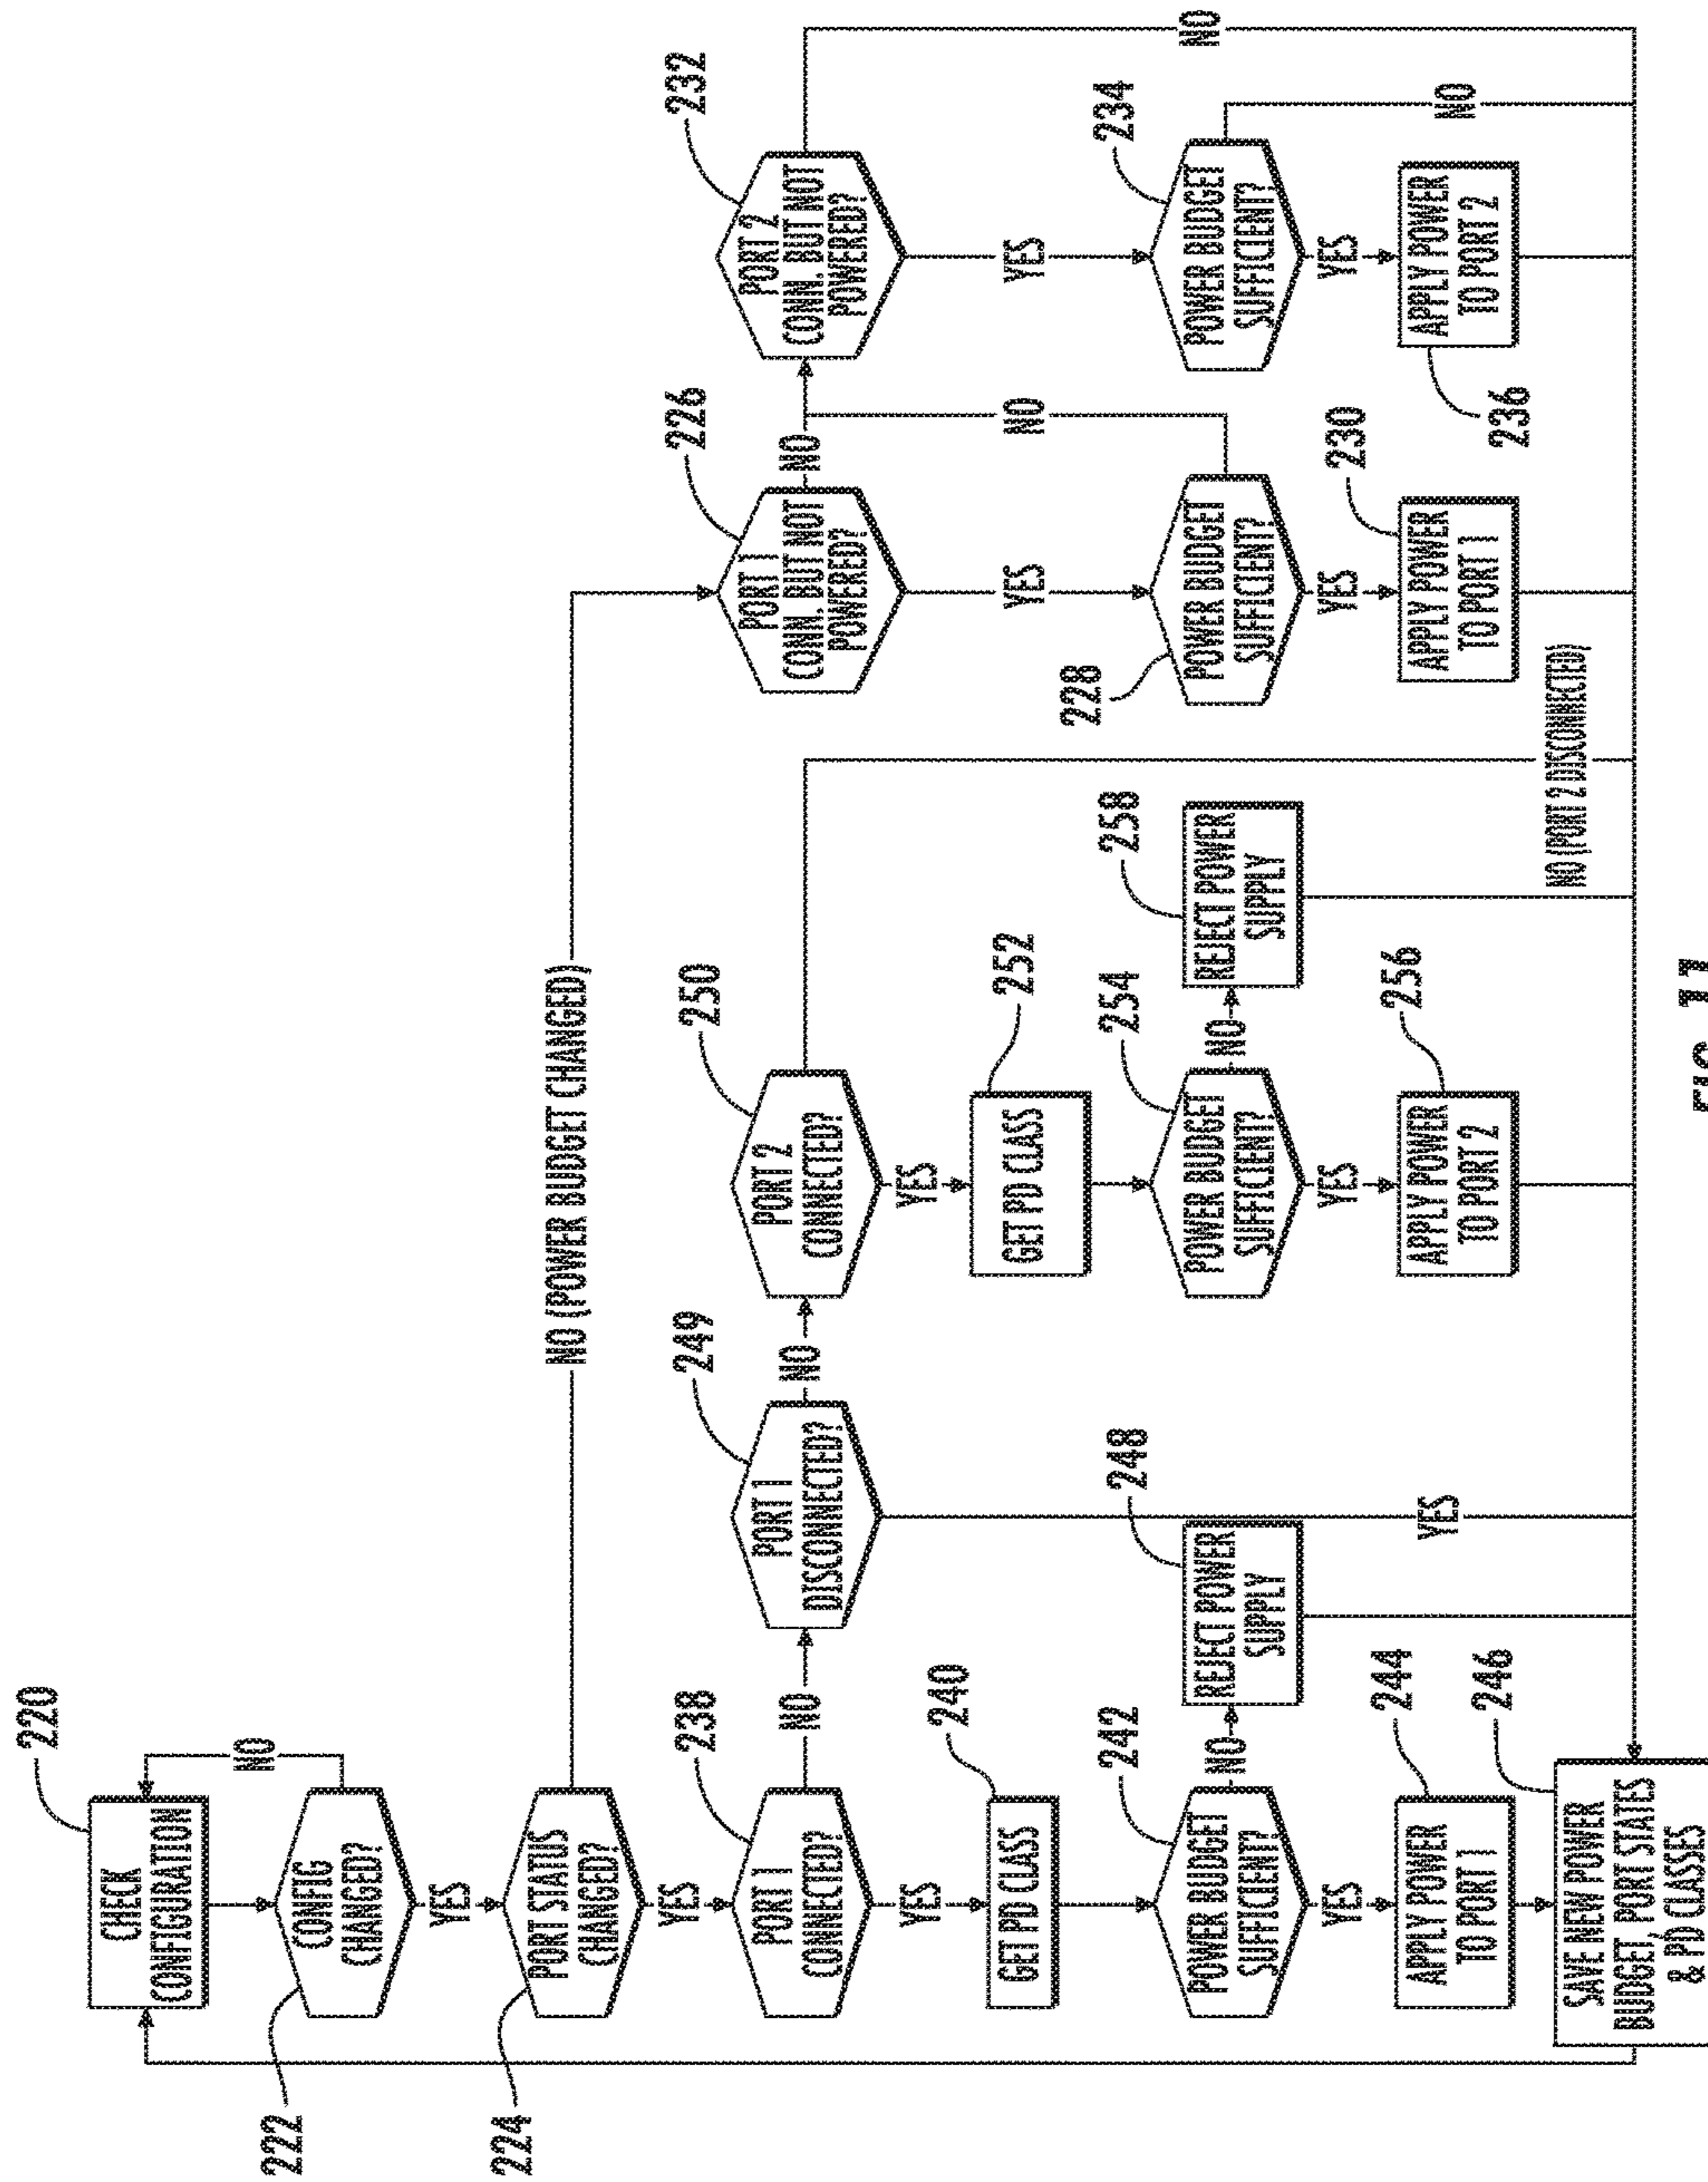 220
CHECK
CONFIGURATION
NO
222
CONFIG
CHANGED?
YES
224
PORT STATUS
CHANGED?
NO (POWER BUDGET CHANGED)
YES
238
PORT 1
CONNECTED?
NO
249
PORT 1
DISCONNECTED?
NO
250
PORT 2
CONNECTED?
226
PORT 1
CONN. BUT NOT
POWERED?
NO
232
PORT 2
CONN. BUT NOT
POWERED?
YES
240
GET PD CLASS
YES
252
GET PD CLASS
YES
NO
YES
242
POWER BUDGET
SUFFICIENT?
NO
248
REJECT POWER
SUPPLY
254
POWER BUDGET
SUFFICIENT?
NO
258
REJECT POWER
SUPPLY
228
POWER BUDGET
SUFFICIENT?
234
POWER BUDGET
SUFFICIENT?
NO
YES
YES
YES
YES
244
APPLY POWER
TO PORT 1
YES
256
APPLY POWER
TO PORT 2
230
APPLY POWER
TO PORT 1
236
APPLY POWER
TO PORT 2
NO
246
SAVE NEW POWER
BUDGET, PORT STATES
& PD CLASSES
NO (PORT 2 DISCONNECTED)
FIG. 11